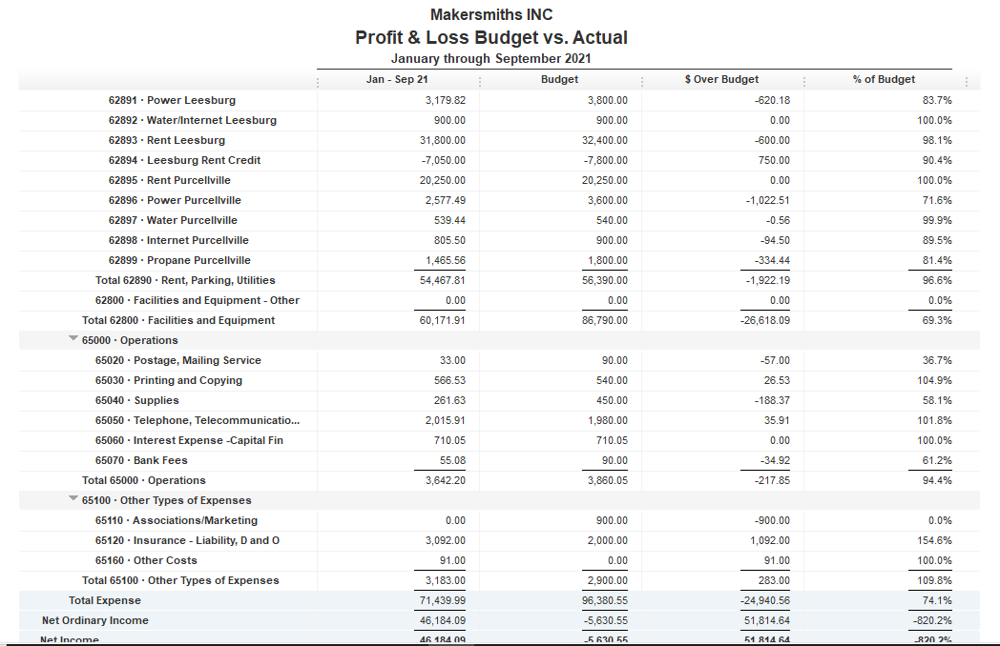 Makersmiths INC
Profit & Loss Budget vs. Actual
January through September 2021
Jan - Sep 21 Budget $ Over Budget % of Budget
62891 · Power Leesburg 3,179.82 3,800.00 -620.18 83.7%
62892 · Water/Internet Leesburg 900.00 900.00 0.00 100.0%
62893 · Rent Leesburg 31,800.00 32,400.00 -600.00 98.1%
62894 · Leesburg Rent Credit -7,050.00 -7,800.00 750.00 90.4%
62895 · Rent Purcellville 20,250.00 20,250.00 0.00 100.0%
62896 · Power Purcellville 2,577.49 3,600.00 -1,022.51 71.6%
62897 · Water Purcellville 539.44 540.00 -0.56 99.9%
62898 · Internet Purcellville 805.50 900.00 -94.50 89.5%
62899 · Propane Purcellville 1,465.56 1,800.00 -334.44 81.4%
Total 62890 · Rent, Parking, Utilities 54,467.81 56,390.00 -1,922.19 96.6%
62800 · Facilities and Equipment - Other 0.00 0.00 0.00 0.0%
Total 62800 · Facilities and Equipment 60,171.91 86,790.00 -26,618.09 69.3%
65000 · Operations
65020 · Postage, Mailing Service 33.00 90.00 -57.00 36.7%
65030 · Printing and Copying 566.53 540.00 26.53 104.9%
65040 · Supplies 261.63 450.00 -188.37 58.1%
65050 · Telephone, Telecommunicatio... 2,015.91 1,980.00 35.91 101.8%
65060 · Interest Expense -Capital Fin 710.05 710.05 0.00 100.0%
65070 · Bank Fees 55.08 90.00 -34.92 61.2%
Total 65000 · Operations 3,642.20 3,860.05 -217.85 94.4%
65100 · Other Types of Expenses
65110 · Associations/Marketing 0.00 900.00 -900.00 0.0%
65120 · Insurance - Liability, D and O 3,092.00 2,000.00 1,092.00 154.6%
65160 · Other Costs 91.00 0.00 91.00 100.0%
Total 65100 · Other Types of Expenses 3,183.00 2,900.00 283.00 109.8%
Total Expense 71,439.99 96,380.55 -24,940.56 74.1%
Net Ordinary Income 46,184.09 -5,630.55 51,814.64 -820.2%
Net Income 46,184.09 -5,630.55 51,814.64 -820.2%